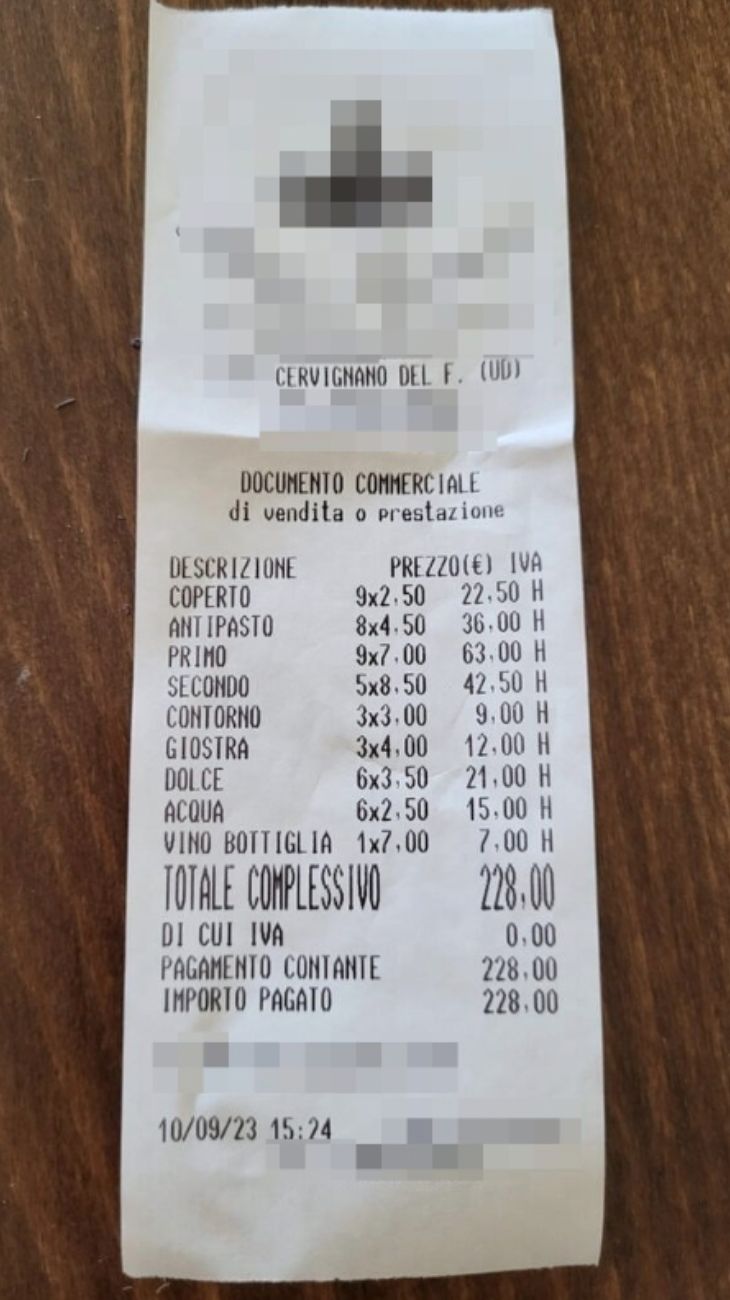 CERVIGNANO DEL F. (UD)
DOCUMENTO COMMERCIALE
di vendita o prestazione
DESCRIZIONE PREZZO(€) IVA
COPERTO 9x2,50 22,50 H
ANTIPASTO 8x4,50 36,00 H
PRIMO 9x7,00 63,00 H
SECONDO 5x8,50 42,50 H
CONTORNO 3x3,00 9,00 H
GIOSTRA 3x4,00 12,00 H
DOLCE 6x3,50 21,00 H
ACQUA 6x2,50 15,00 H
VINO BOTTIGLIA 1x7,00 7,00 H
TOTALE COMPLESSIVO 228,00
DI CUI IVA 0,00
PAGAMENTO CONTANTE 228,00
IMPORTO PAGATO 228,00
10/09/23 15:24